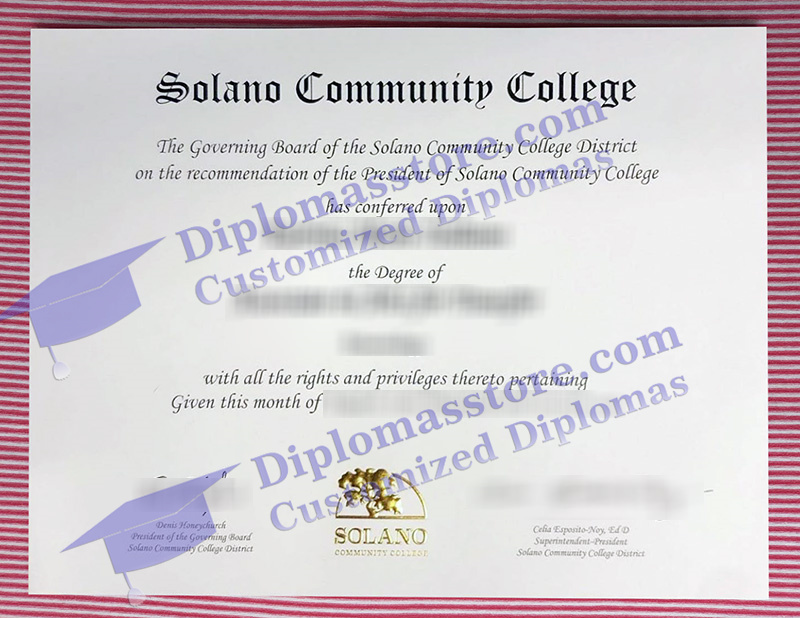 Solano Community College
The Governing Board of the Solano Community College District
on the recommendation of the President of Solano Community College
has conferred upon
Diplomasstore.com
Customized Diplomas
the Degree of
with all the rights and privileges thereto pertaining
Given this month of
Diplomasstore.com
Customized Diplomas
SOLANO
COMMUNITY COLLEGE
Denis Honeychurch
President of the Governing Board
Solano Community College District
Celia Esposito-Noy, Ed.D
Superintendent-President
Solano Community College District